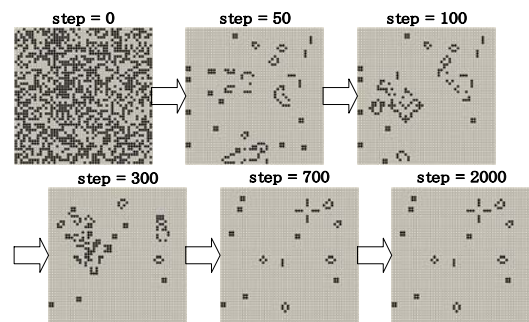 step = 0
step = 50
step = 100
step = 300
step = 700
step = 2000